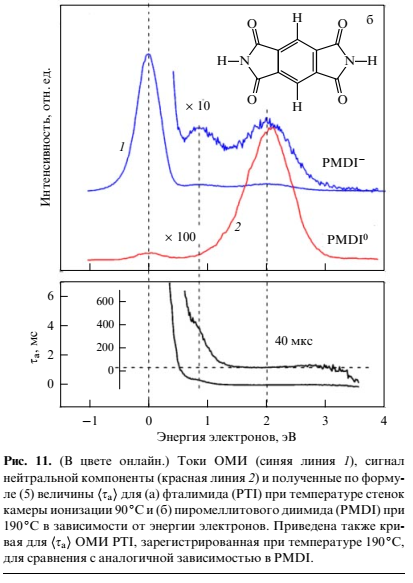 б
O H O
H N N H
O H O
Интенсивность, отн. ед.
1
× 10
PMDI⁻
× 100
2
PMDI⁰
τa, мс
6
4
2
0
600
400
200
0
40 мкс
−1 0 1 2 3 4
Энергия электронов, эВ
Рис. 11. (В цвете онлайн.) Токи ОМИ (синяя линия 1), сигнал
нейтральной компоненты (красная линия 2) и полученные по форму-
ле (5) величины ⟨τa⟩ для (а) фталимида (PTI) при температуре стенок
камеры ионизации 90°C и (б) пиромеллитового диимида (PMDI) при
190°C в зависимости от энергии электронов. Приведена также кри-
вая для ⟨τa⟩ ОМИ PTI, зарегистрированная при температуре 190°C,
для сравнения с аналогичной зависимостью в PMDI.